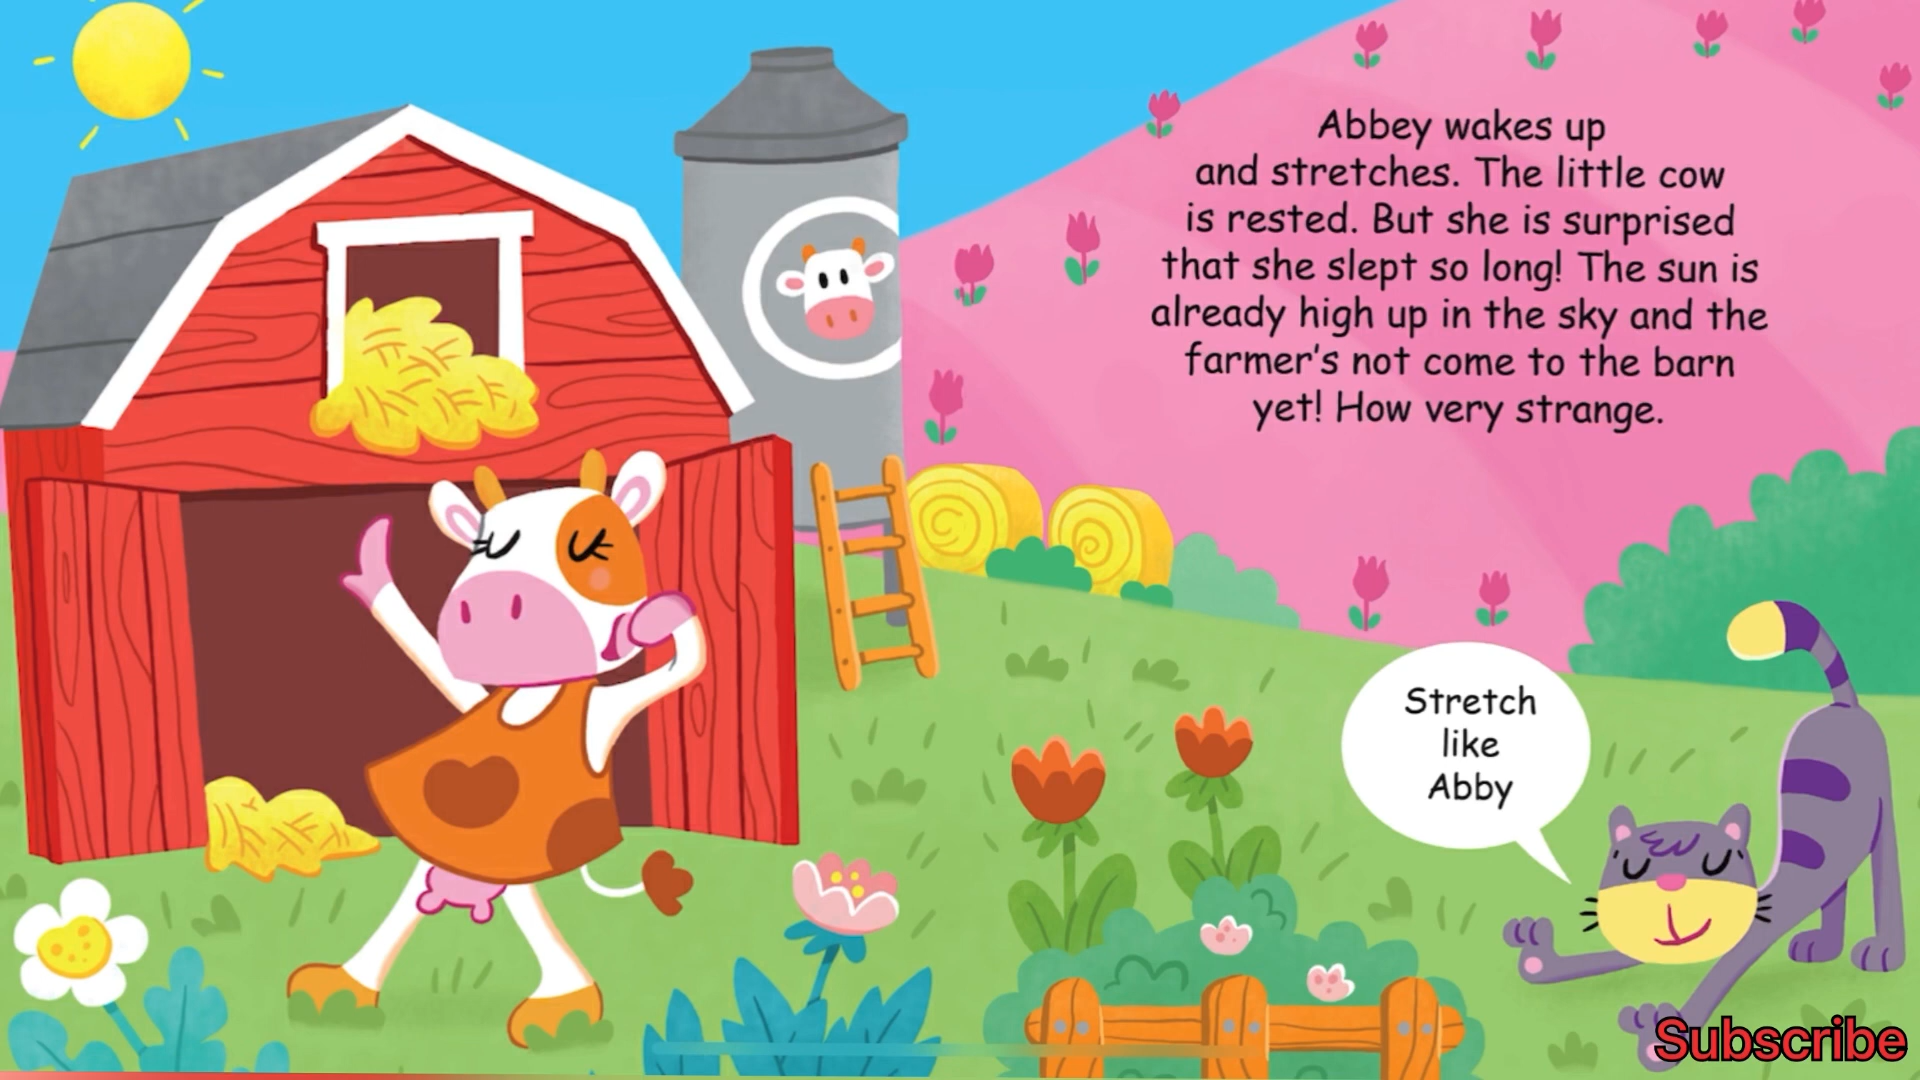 Abbey wakes up
and stretches. The little cow
is rested. But she is surprised
that she slept so long! The sun is
already high up in the sky and the
farmer's not come to the barn
yet! How very strange.
Stretch
like
Abby
Subscribe